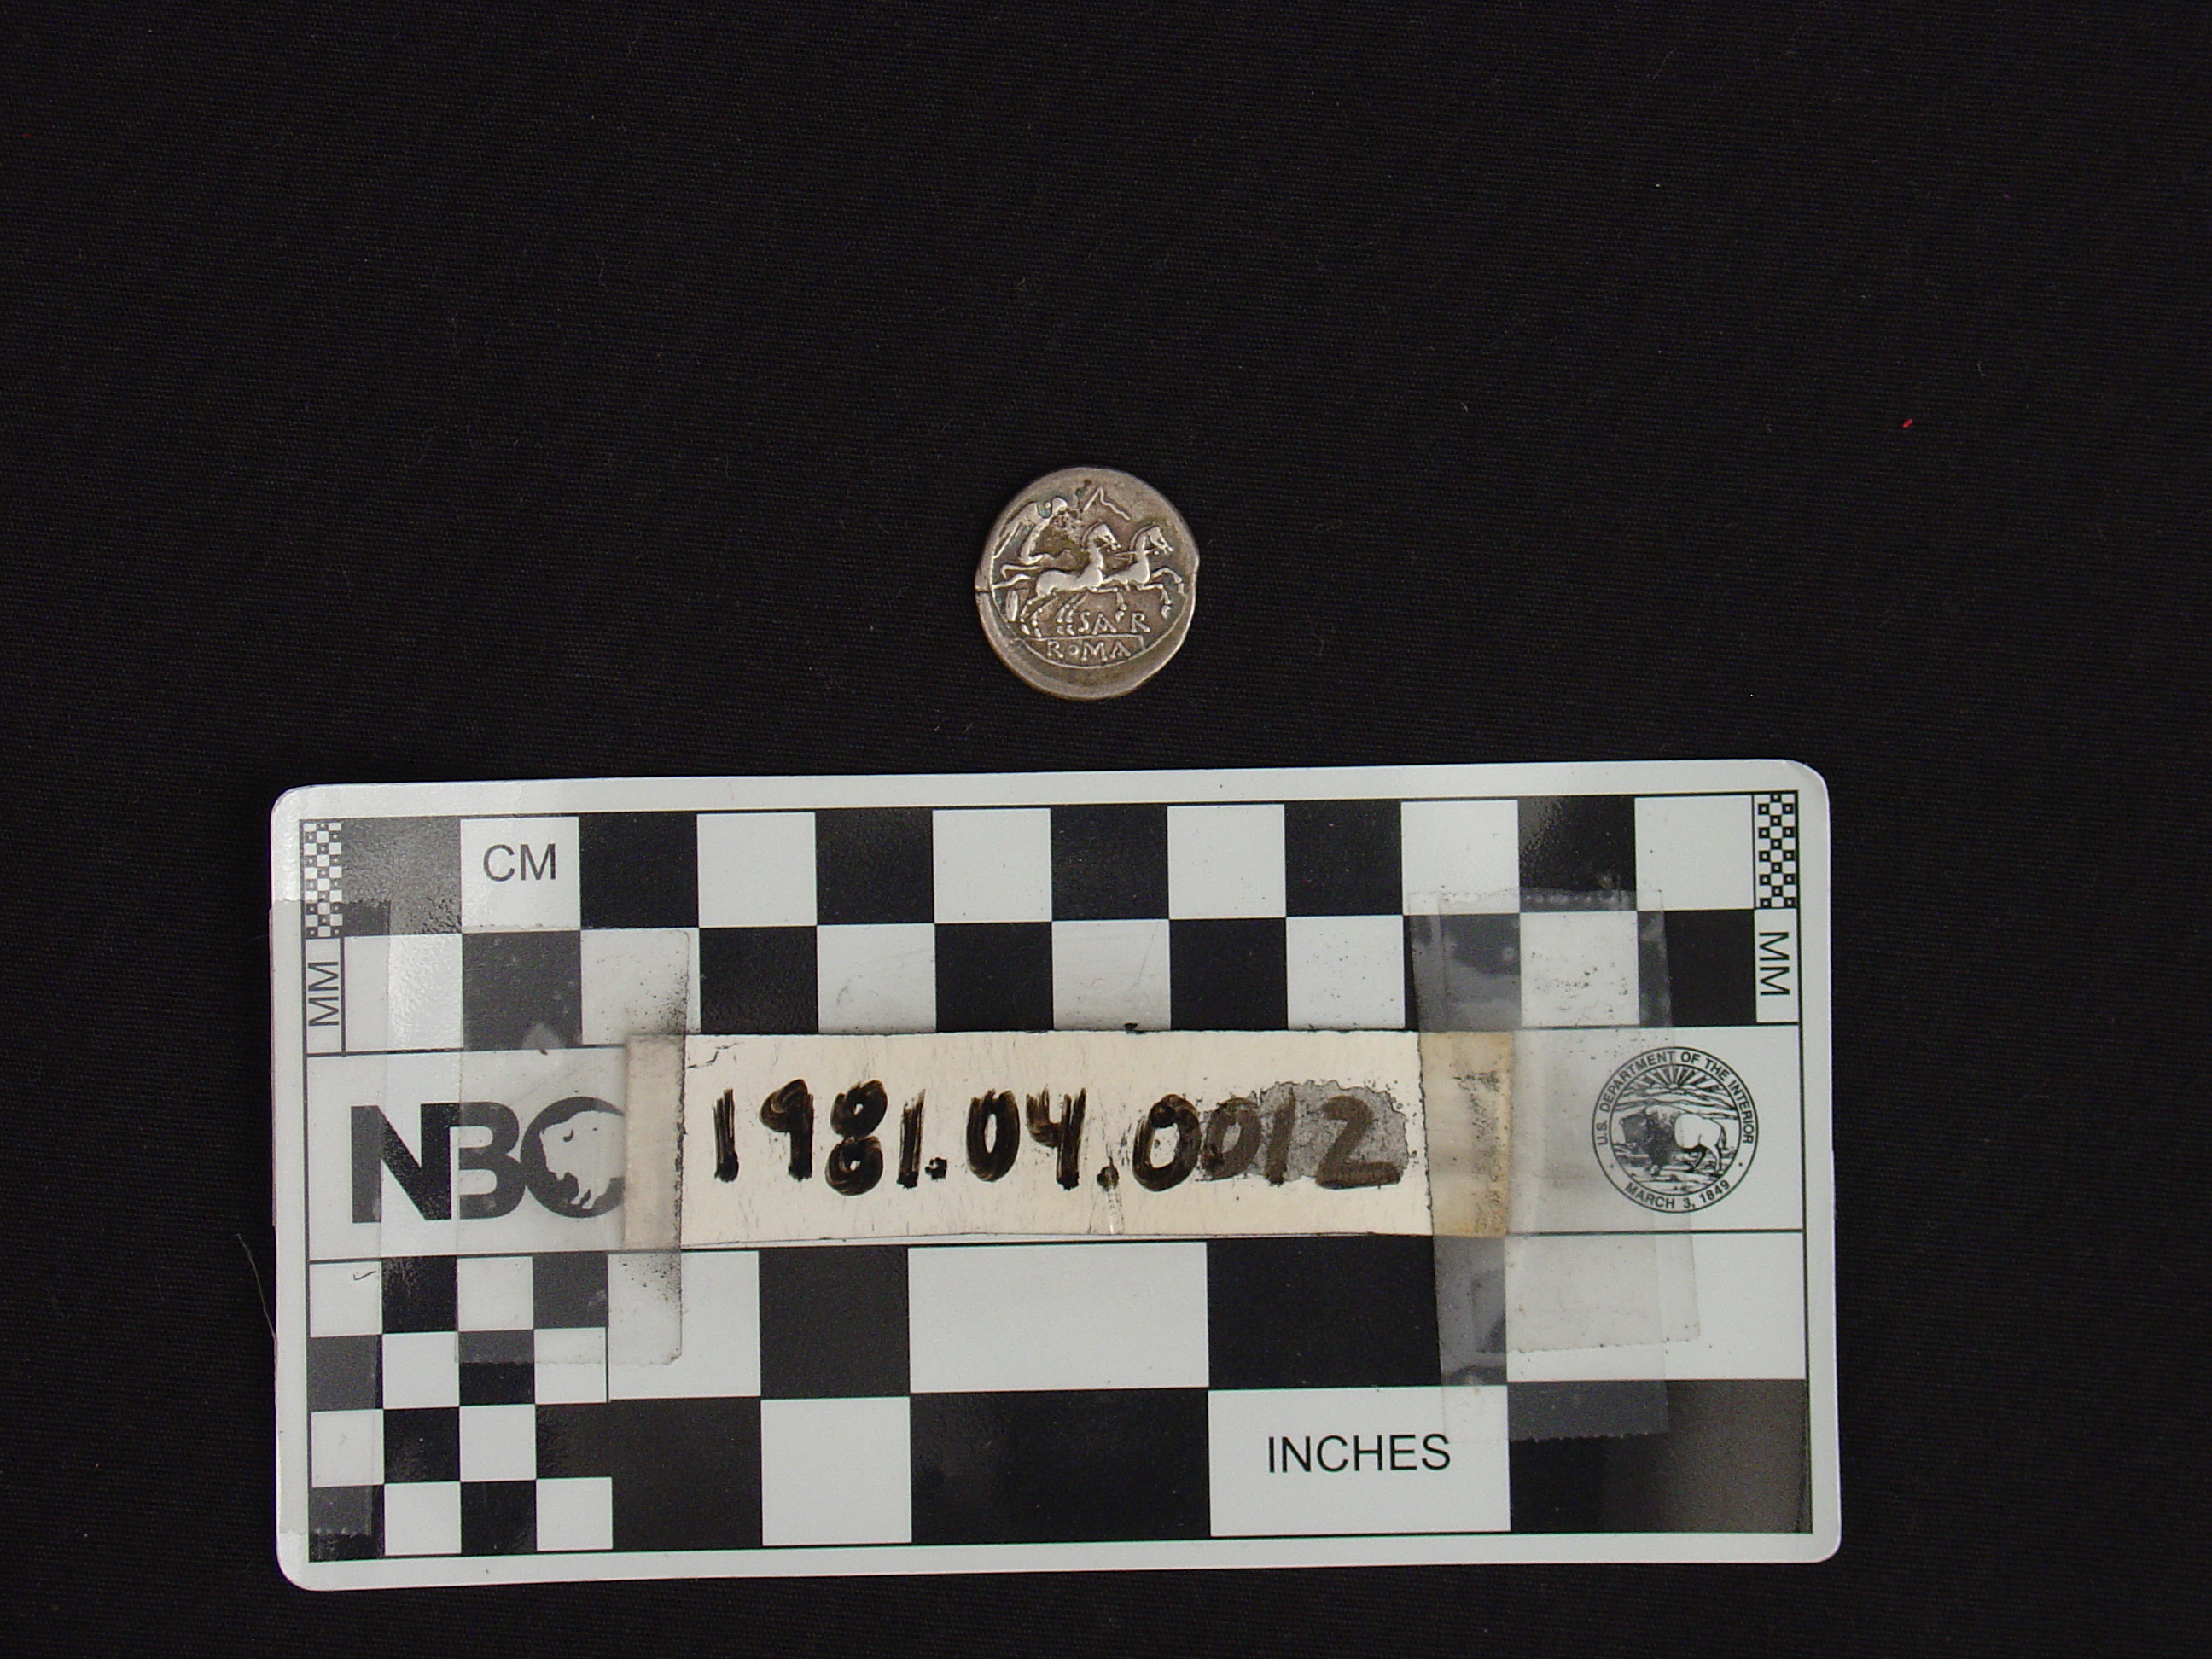 SAR
ROMA
CM
MM
MM
NBC
1981.04.0012
U.S. DEPARTMENT OF THE INTERIOR
MARCH 3, 1849
INCHES